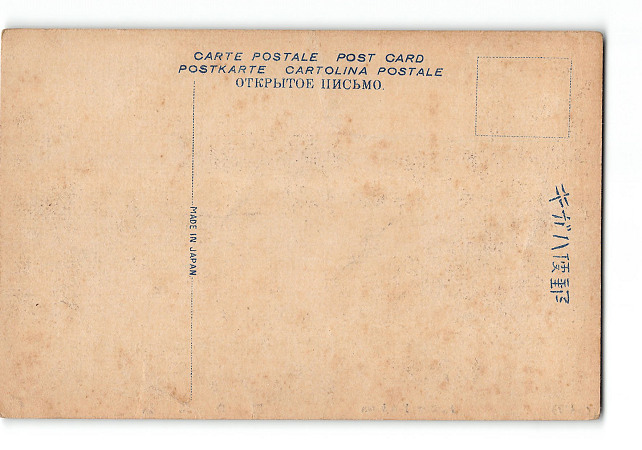 CARTE POSTALE POST CARD
POSTKARTE CARTOLINA POSTALE
ОТКРЫТОЕ ПИСЬМО.
MADE IN JAPAN.
キガハ便郵